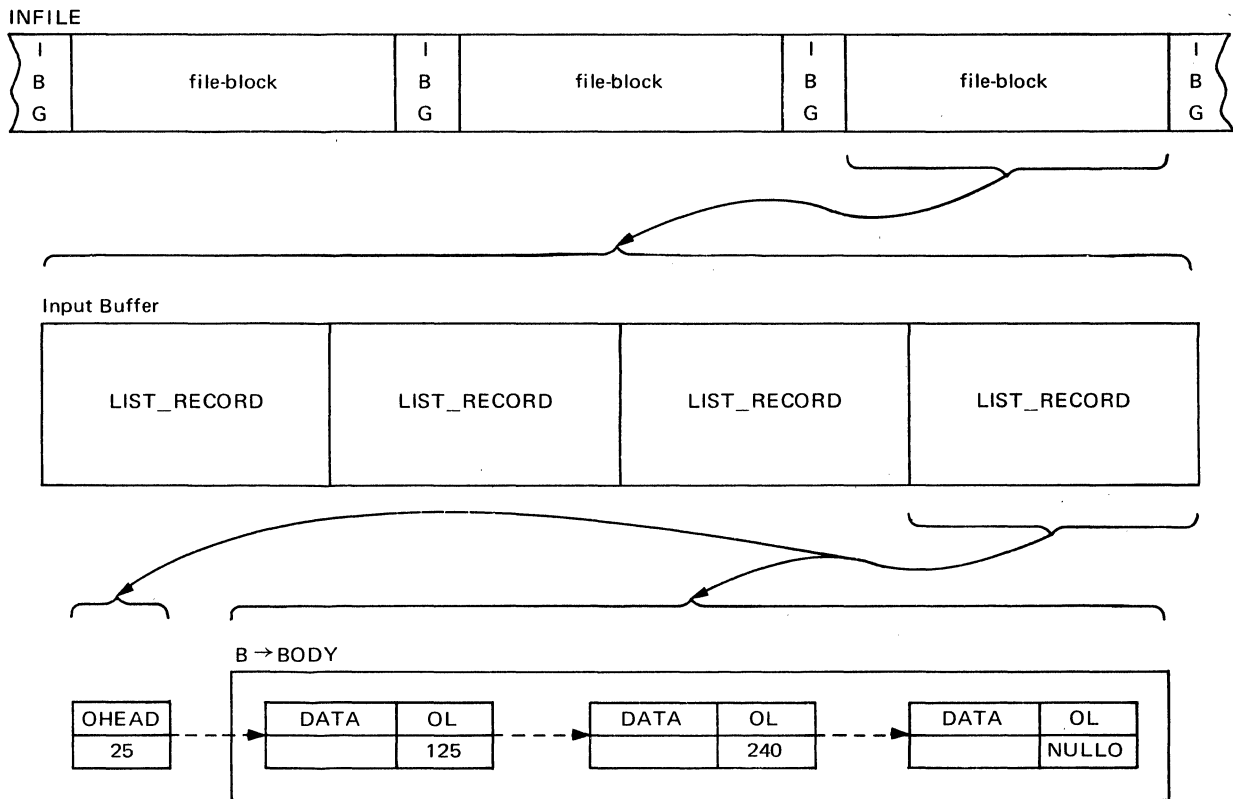 INFILE
I B G file-block I B G file-block I B G file-block I B G
Input Buffer
LIST_RECORD LIST_RECORD LIST_RECORD LIST_RECORD
B → BODY
OHEAD DATA OL DATA OL DATA OL
25 125 240 NULLO